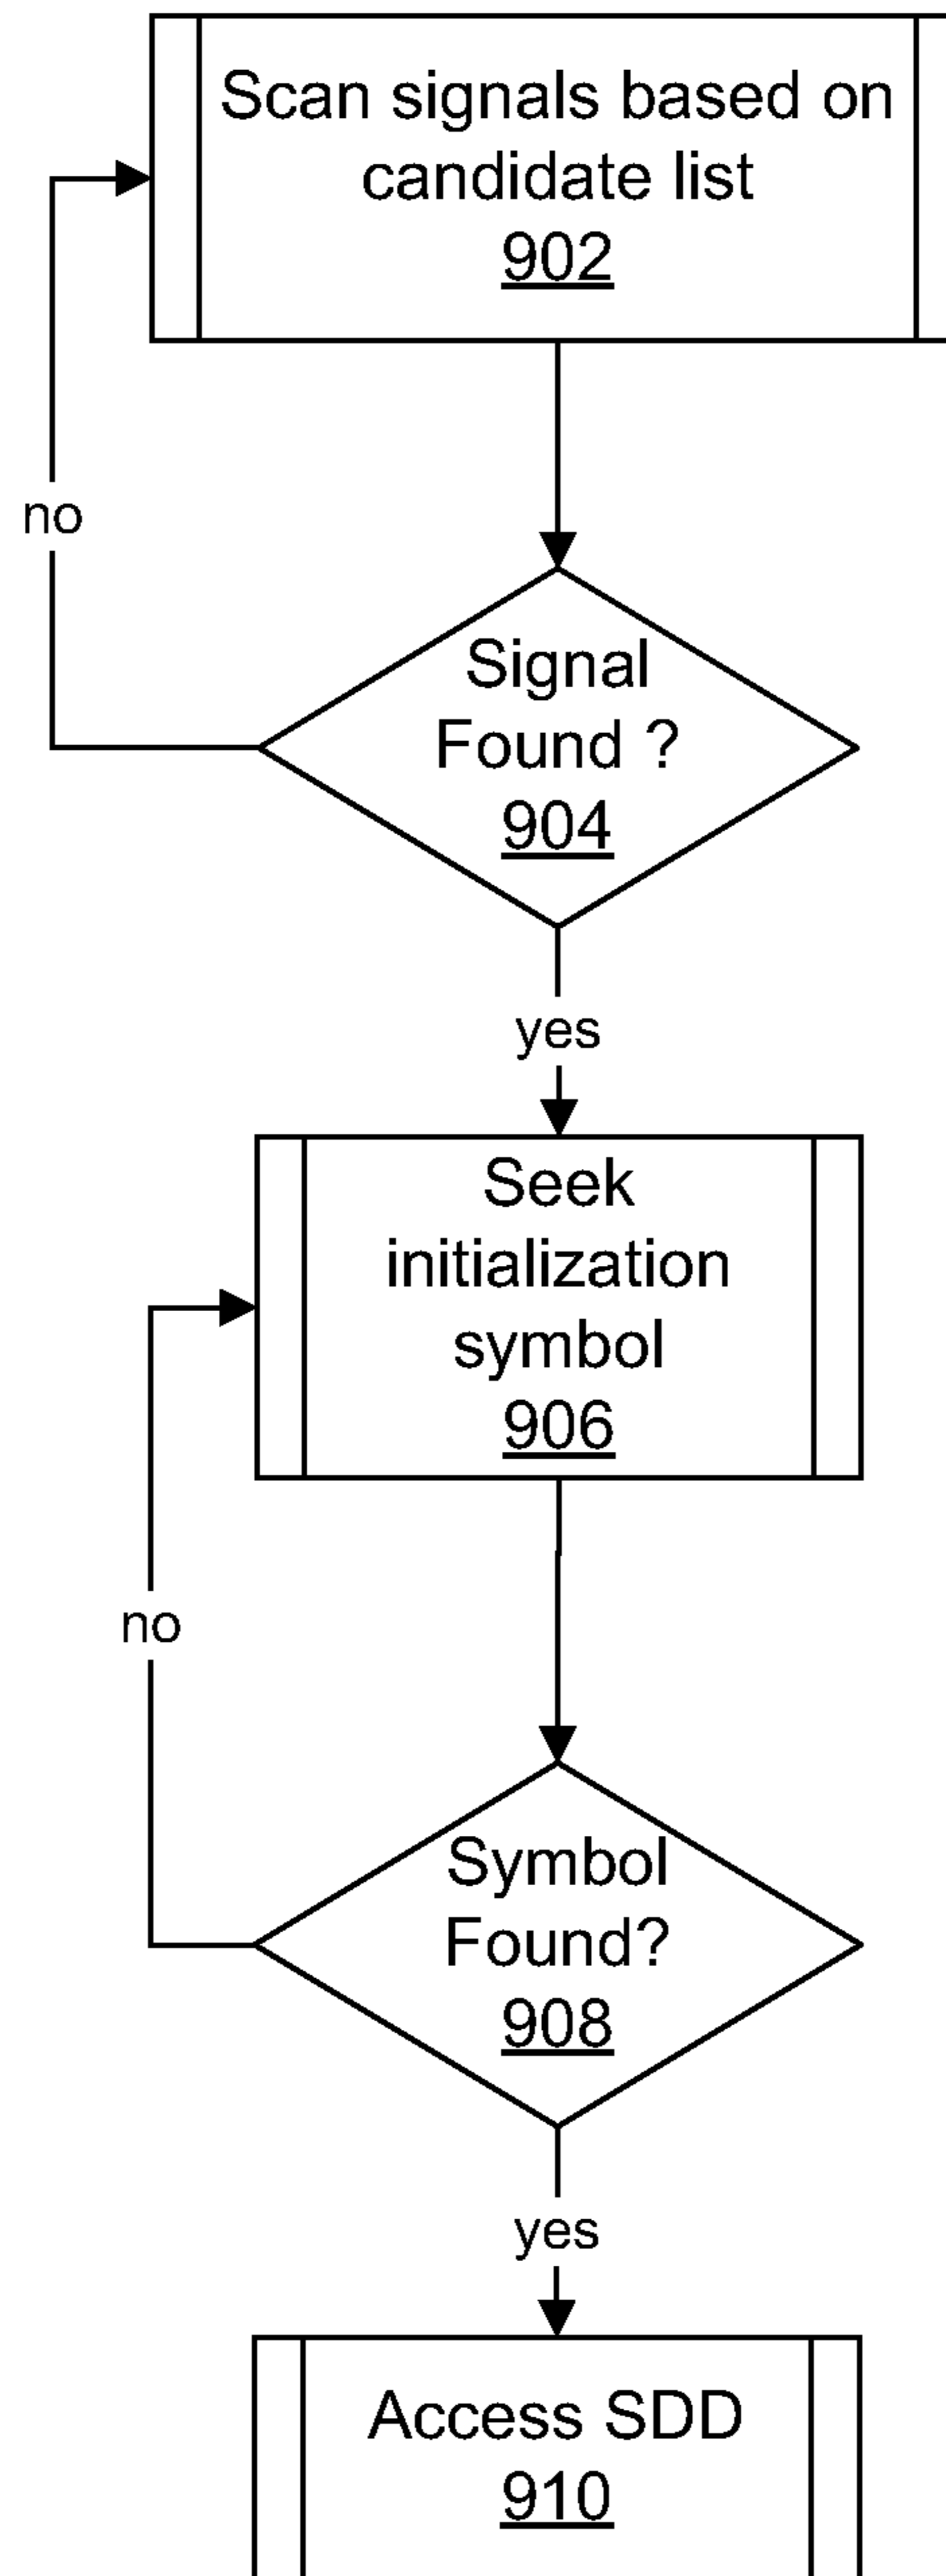 Scan signals based on
candidate list
902
no
Signal
Found ?
904
yes
Seek
initialization
symbol
906
no
Symbol
Found?
908
yes
Access SDD
910